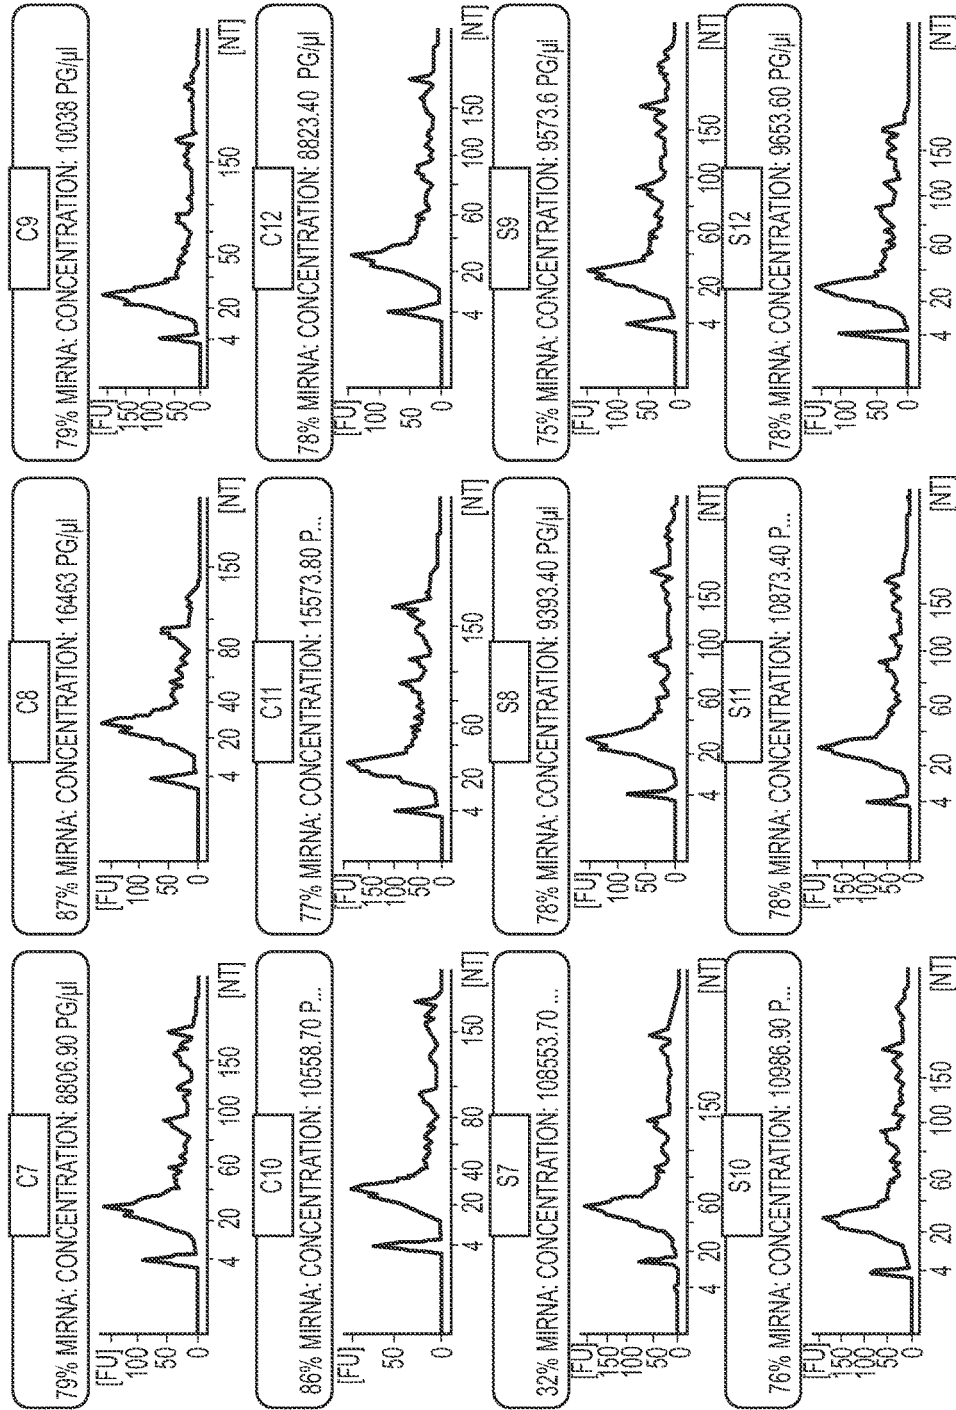 C7
79% MIRNA: CONCENTRATION: 8806.90 PG/µl
[FU]
100
50
0
4 20 60 100 150 [NT]
C8
87% MIRNA: CONCENTRATION: 16463 PG/µl
[FU]
100
50
0
4 20 40 80 150 [NT]
C9
79% MIRNA: CONCENTRATION: 10038 PG/µl
[FU]
150
100
50
0
4 20 50 150 [NT]
C10
86% MIRNA: CONCENTRATION: 10558.70 P...
[FU]
50
0
4 20 40 80 150 [NT]
C11
77% MIRNA: CONCENTRATION: 15573.80 P...
[FU]
150
100
50
0
4 20 60 150 [NT]
C12
78% MIRNA: CONCENTRATION: 8823.40 PG/µl
[FU]
100
50
0
4 20 60 100 150 [NT]
S7
32% MIRNA: CONCENTRATION: 108553.70 ...
[FU]
150
100
50
0
4 20 60 150 [NT]
S8
78% MIRNA: CONCENTRATION: 9393.40 PG/µl
[FU]
100
50
0
4 20 60 100 150 [NT]
S9
75% MIRNA: CONCENTRATION: 9573.6 PG/µl
[FU]
100
50
0
4 20 60 100 150 [NT]
S10
76% MIRNA: CONCENTRATION: 10986.90 P...
[FU]
150
100
50
0
4 20 60 100 150 [NT]
S11
78% MIRNA: CONCENTRATION: 10873.40 P...
[FU]
150
100
50
0
4 20 60 100 150 [NT]
S12
78% MIRNA: CONCENTRATION: 9653.60 PG/µl
[FU]
100
50
0
4 20 60 100 150 [NT]